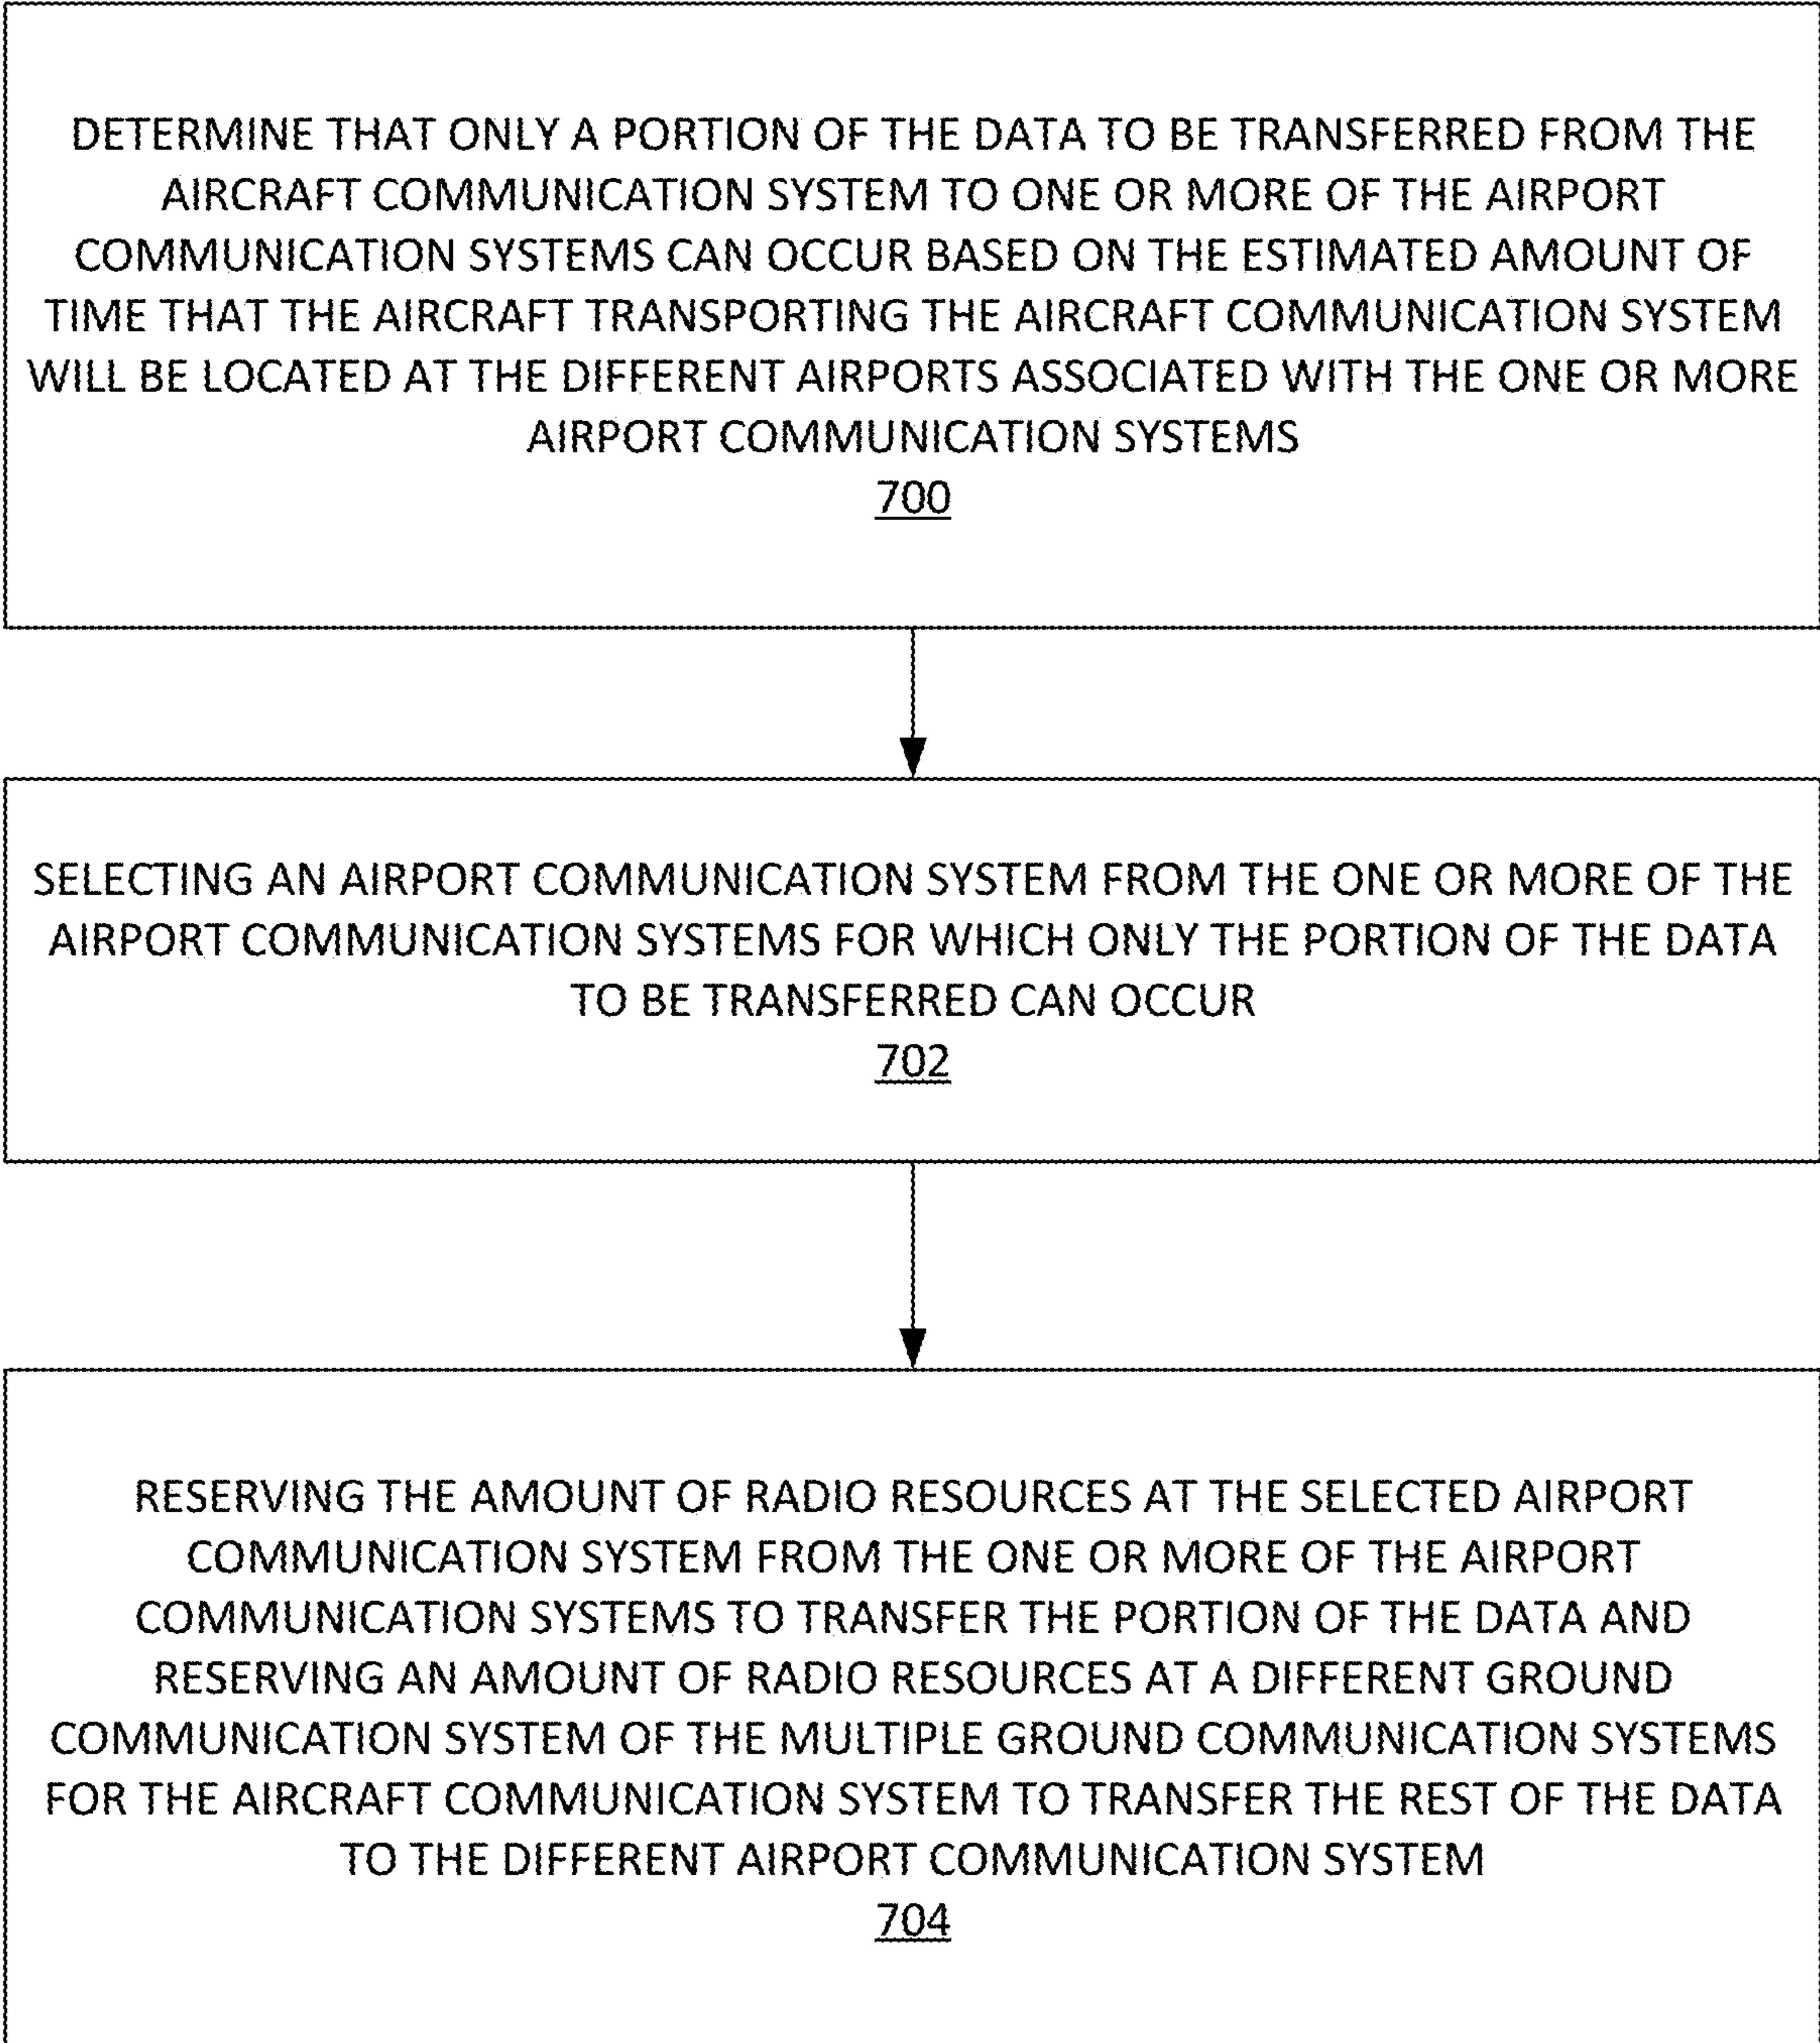 DETERMINE THAT ONLY A PORTION OF THE DATA TO BE TRANSFERRED FROM THE
AIRCRAFT COMMUNICATION SYSTEM TO ONE OR MORE OF THE AIRPORT
COMMUNICATION SYSTEMS CAN OCCUR BASED ON THE ESTIMATED AMOUNT OF
TIME THAT THE AIRCRAFT TRANSPORTING THE AIRCRAFT COMMUNICATION SYSTEM
WILL BE LOCATED AT THE DIFFERENT AIRPORTS ASSOCIATED WITH THE ONE OR MORE
AIRPORT COMMUNICATION SYSTEMS
700
SELECTING AN AIRPORT COMMUNICATION SYSTEM FROM THE ONE OR MORE OF THE
AIRPORT COMMUNICATION SYSTEMS FOR WHICH ONLY THE PORTION OF THE DATA
TO BE TRANSFERRED CAN OCCUR
702
RESERVING THE AMOUNT OF RADIO RESOURCES AT THE SELECTED AIRPORT
COMMUNICATION SYSTEM FROM THE ONE OR MORE OF THE AIRPORT
COMMUNICATION SYSTEMS TO TRANSFER THE PORTION OF THE DATA AND
RESERVING AN AMOUNT OF RADIO RESOURCES AT A DIFFERENT GROUND
COMMUNICATION SYSTEM OF THE MULTIPLE GROUND COMMUNICATION SYSTEMS
FOR THE AIRCRAFT COMMUNICATION SYSTEM TO TRANSFER THE REST OF THE DATA
TO THE DIFFERENT AIRPORT COMMUNICATION SYSTEM
704